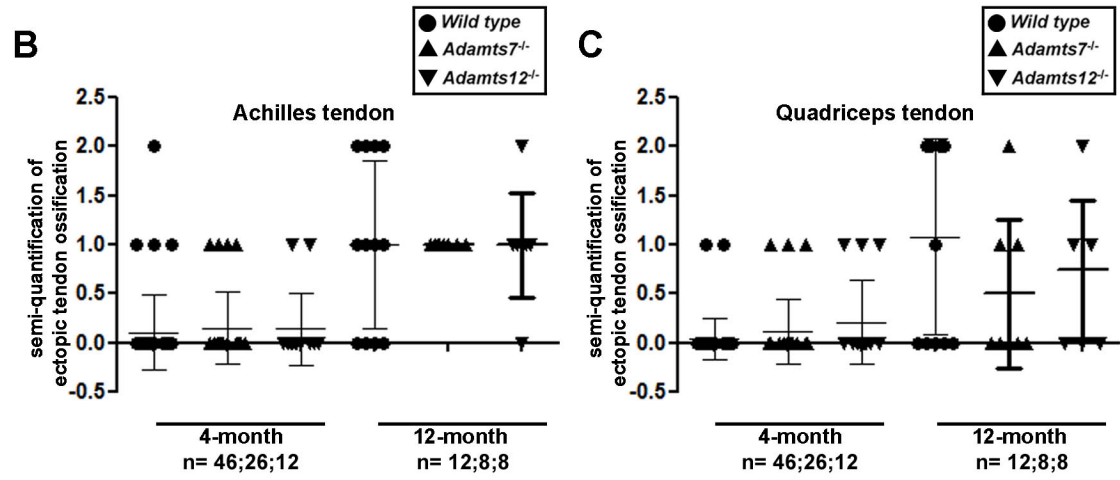 B
Wild type
Adamts7-/-
Adamts12-/-
Achilles tendon
semi-quantification of
ectopic tendon ossification
2.5
2.0
1.5
1.0
0.5
0.0
-0.5
4-month
12-month
n= 46;26;12
n= 12;8;8
C
Wild type
Adamts7-/-
Adamts12-/-
Quadriceps tendon
semi-quantification of
ectopic tendon ossification
2.5
2.0
1.5
1.0
0.5
0.0
-0.5
4-month
12-month
n= 46;26;12
n= 12;8;8